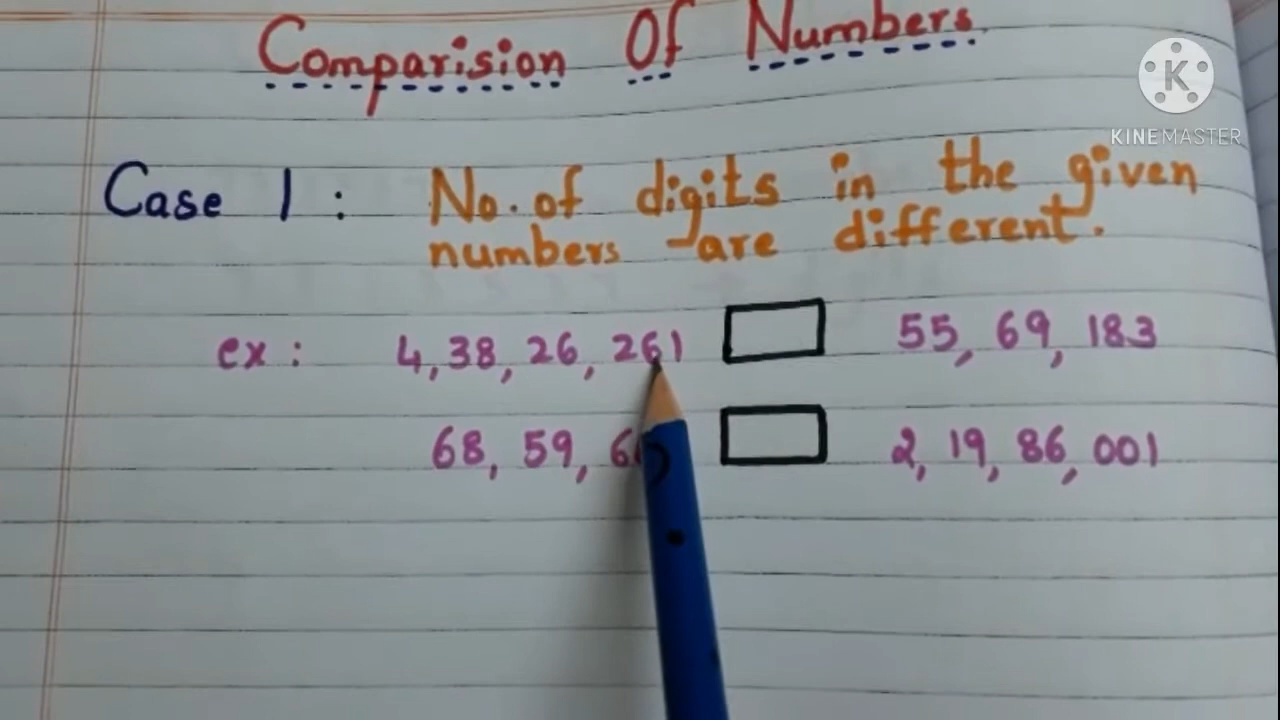 Comparision Of Numbers
KINEMASTER
Case 1 : No. of digits in the given
numbers are different.
ex : 4,38,26,261 55,69,183
68,59, 2,19,86,001